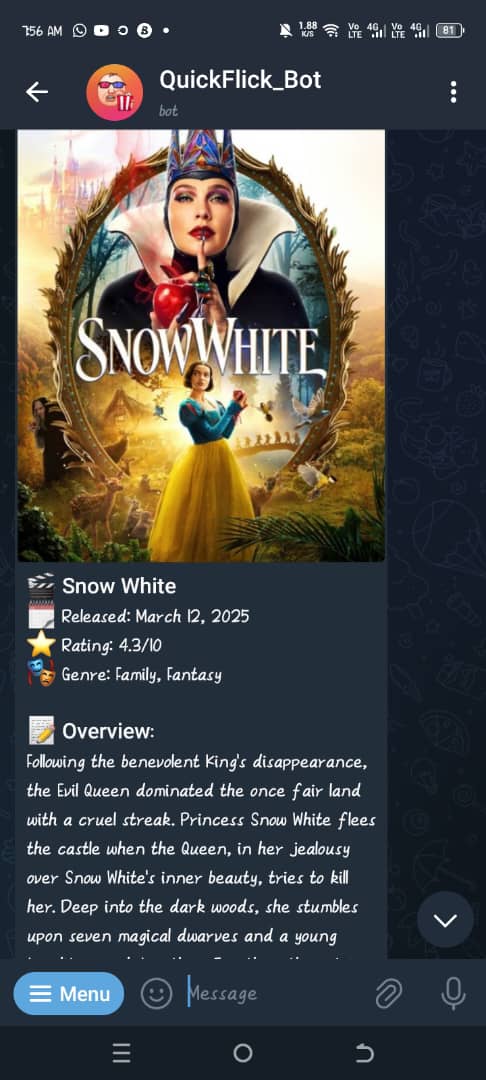 7:56 AM
1.88 K/S
Vo LTE 4G Vo LTE 4G 81
QuickFlick_Bot
bot
SNOW WHITE
Snow White
Released: March 12, 2025
Rating: 4.3/10
Genre: Family, Fantasy
Overview:
Following the benevolent King's disappearance,
the Evil Queen dominated the once fair land
with a cruel streak. Princess Snow White flees
the castle when the Queen, in her jealousy
over Snow White's inner beauty, tries to kill
her. Deep into the dark woods, she stumbles
upon seven magical dwarves and a young
Menu
Message